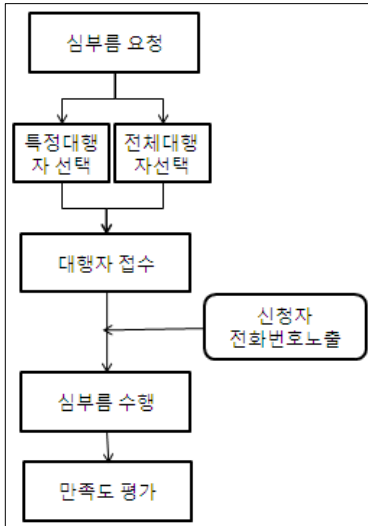 심부름 요청
특정대행
자 선택
전체대행
자선택
대행자 접수
신청자
전화번호노출
심부름 수행
만족도 평가